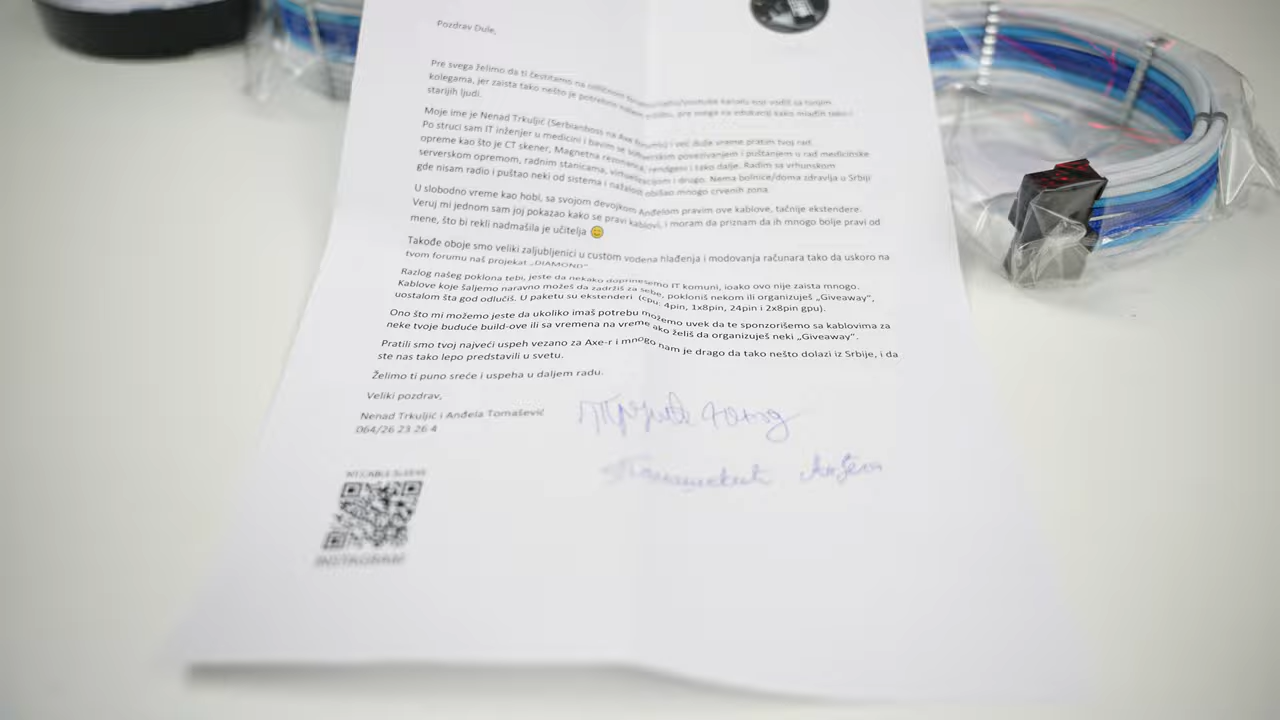 Pozdrav Dule,
Pre svega želimo da ti čestitamo na odličnom
kolegama, jer zaista tako nešto je potrebno
starijih ljudi.
Moje ime je Nenad Trkuljić (Serbianboss na Axe forumu) i već duže vreme pratim tvoj rad.
Po struci sam IT inženjer u medicini i bavim se softverskim povezivanjem i puštanjem u rad medicinske
opreme kao što je CT skener, Magnetna rezonanca, rendgeni i tako dalje. Radim sa vrhunskom
serverskom opremom, radnim stanicama, virtuelizacijom i drugo. Nema bolnice/doma zdravlja u Srbiji
gde nisam radio i puštao neki od sistema i nažalost obišao mnogo crvenih zona.
U slobodno vreme kao hobi, sa svojom devojkom Anđelom pravim ove kablove, tačnije ekstendere.
Veruj mi jednom sam joj pokazao kako se pravi kablovi, i moram da priznam da ih mnogo bolje pravi od
mene, što bi rekli nadmašila je učitelja 🙂
Takođe oboje smo veliki zaljubljenici u custom vodena hlađenja i modovanja računara tako da uskoro na
tvom forumu naš projekat „DIAMOND"
Razlog našeg poklona tebi, jeste da nekako doprinesemo IT komuni, ioako ovo nije zaista mnogo.
Kablove koje šaljemo naravno možeš da zadržiš za sebe, pokloniš nekom ili organizuješ „Giveaway",
uostalom šta god odlučiš. U paketu su ekstenderi (cpu, 4pin, 1x8pin, 24pin i 2x8pin gpu).
Ono što mi možemo jeste da ukoliko imaš potrebu možemo uvek da te sponzorišemo sa kablovima za
neke tvoje buduće build-ove ili sa vremena na vreme ako želiš da organizuješ neki „Giveaway".
Pratili smo tvoj najveći uspeh vezano za Axe-r i mnogo nam je drago da tako nešto dolazi iz Srbije, i da
ste nas tako lepo predstavili u svetu.
Želimo ti puno sreće i uspeha u daljem radu.
Veliki pozdrav,
Nenad Trkuljić i Anđela Tomašević
064/26 23 26 4
INSTAGRAM